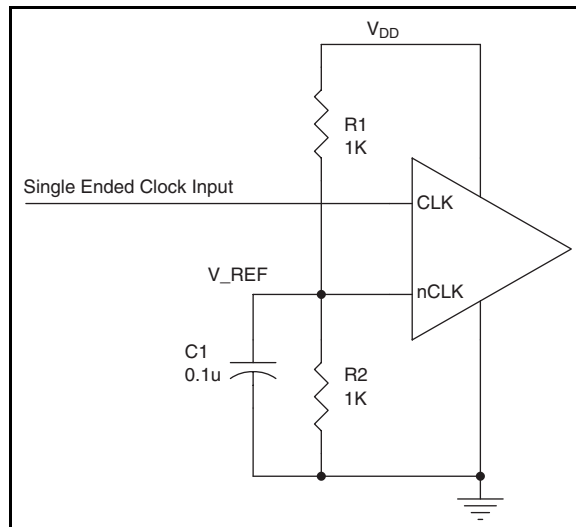 V_DD
R1
1K
Single Ended Clock Input
CLK
V_REF
nCLK
C1
0.1u
R2
1K